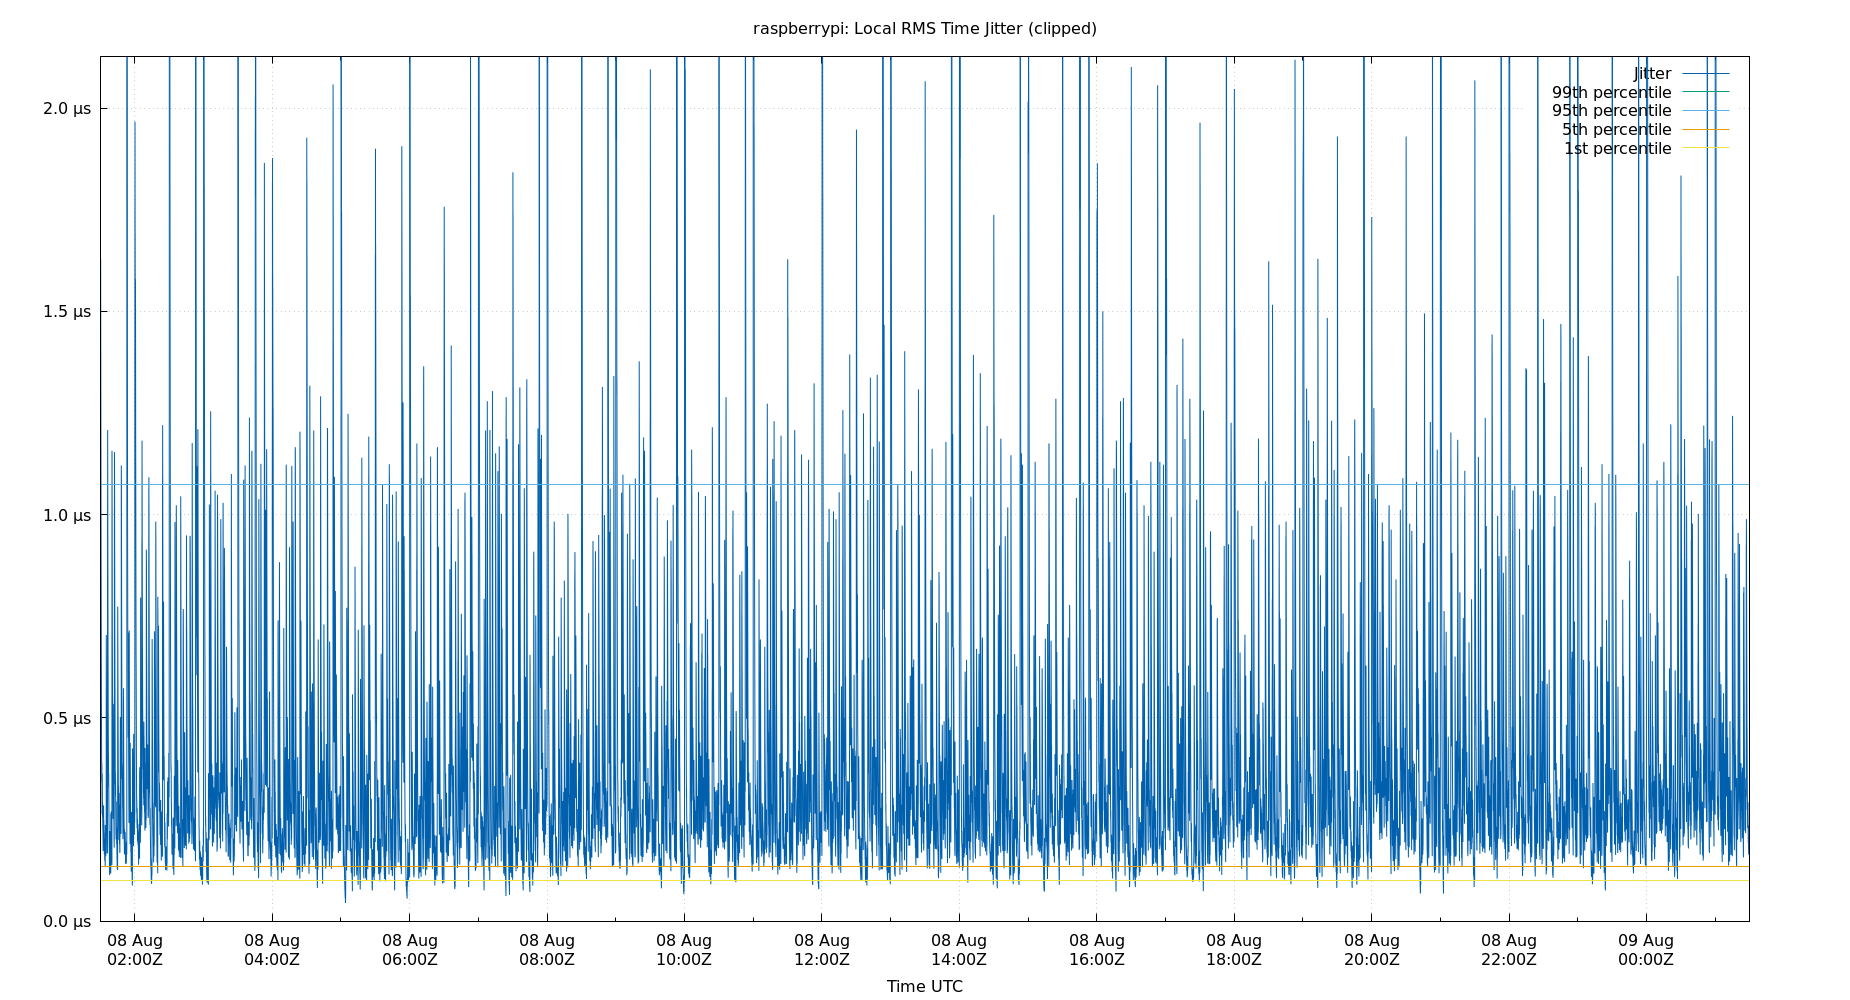 raspberrypi: Local RMS Time Jitter (clipped)
Jitter
99th percentile
95th percentile
5th percentile
1st percentile
2.0 μs
1.5 μs
1.0 μs
0.5 μs
0.0 μs
08 Aug 08 Aug 08 Aug 08 Aug 08 Aug 08 Aug 08 Aug 08 Aug 08 Aug 08 Aug 08 Aug 09 Aug
02:00Z 04:00Z 06:00Z 08:00Z 10:00Z 12:00Z 14:00Z 16:00Z 18:00Z 20:00Z 22:00Z 00:00Z
Time UTC